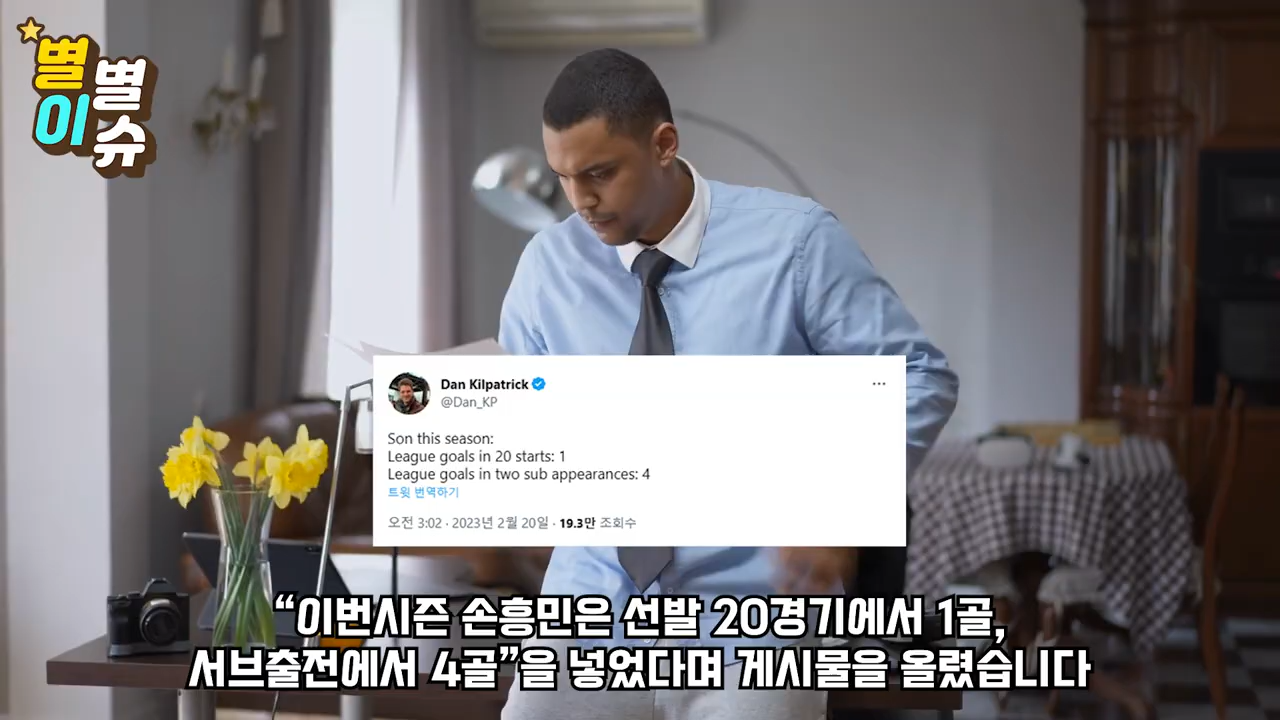 별별
이슈
Dan Kilpatrick
@Dan_KP
Son this season:
League goals in 20 starts: 1
League goals in two sub appearances: 4
트윗 번역하기
오전 3:02 · 2023년 2월 20일 · 19.3만 조회수
“이번시즌 손흥민은 선발 20경기에서 1골,
서브출전에서 4골”을 넣었다며 게시물을 올렸습니다